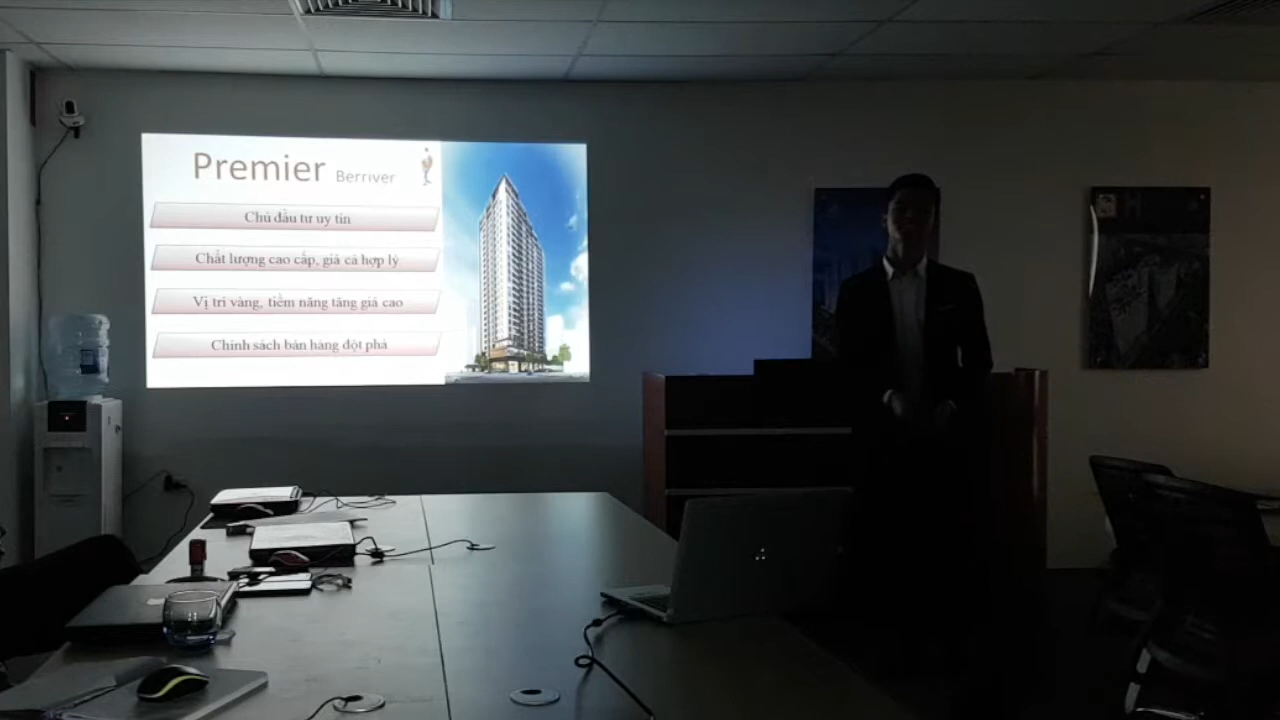 Premier Berriver
Chủ đầu tư uy tín
Chất lượng cao cấp, giá cả hợp lý
Vị trí vàng, tiềm năng tăng giá cao
Chính sách bán hàng đột phá